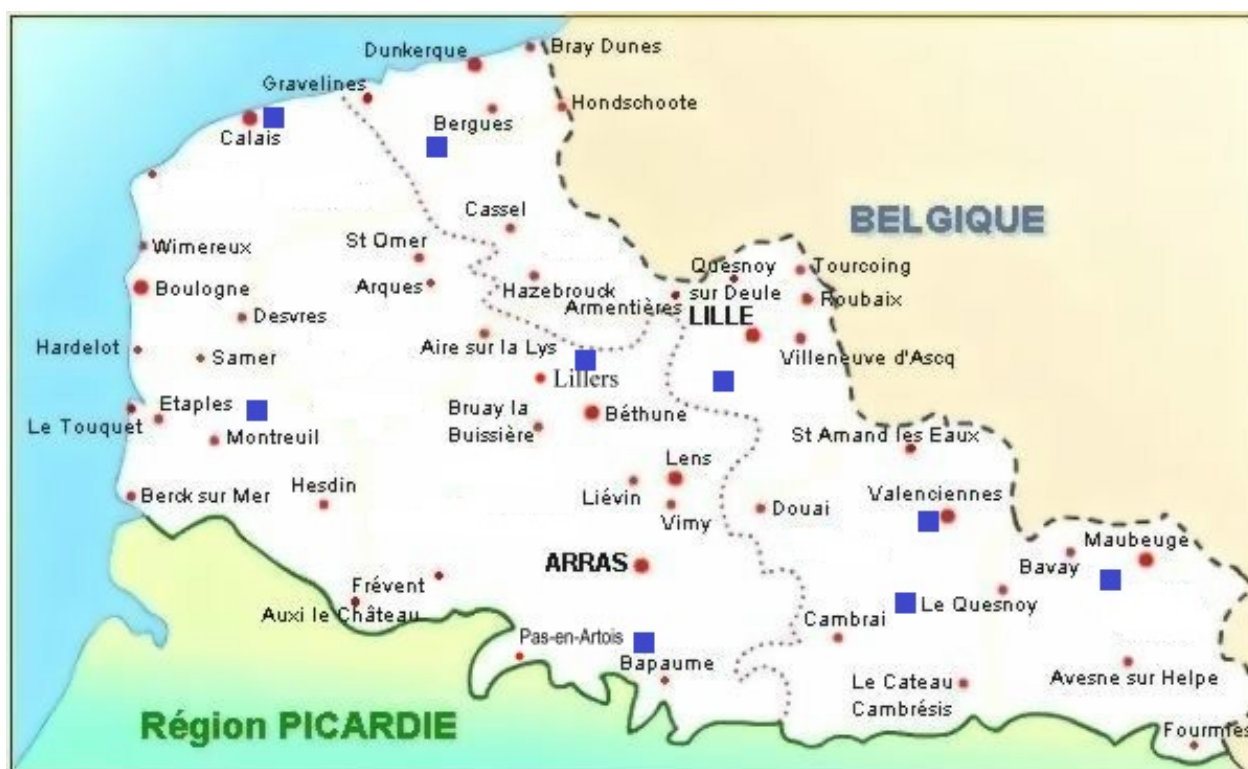 Bray Dunes
Dunkerque
Gravelines
Hondschoote
Calais
Bergues
Cassel
BELGIQUE
Wimereux
St Omer
Quesnoy
sur Deule
Tourcoing
Boulogne
Arques
Hazebrouck
Armentières
LILLE
Roubaix
Desvres
Hardelot
Samer
Aire sur la Lys
Villeneuve d'Ascq
Lillers
Etaples
Le Touquet
Montreuil
Bruay la
Buissière
Béthune
St Amand les Eaux
Lens
Berck sur Mer
Hesdin
Liévin
Vimy
Douai
Valenciennes
Maubeuge
ARRAS
Bavay
Frévent
Auxi le Château
Le Quesnoy
Cambrai
Pas-en-Artois
Bapaume
Le Cateau
Cambrésis
Avesne sur Helpe
Région PICARDIE
Fourmies